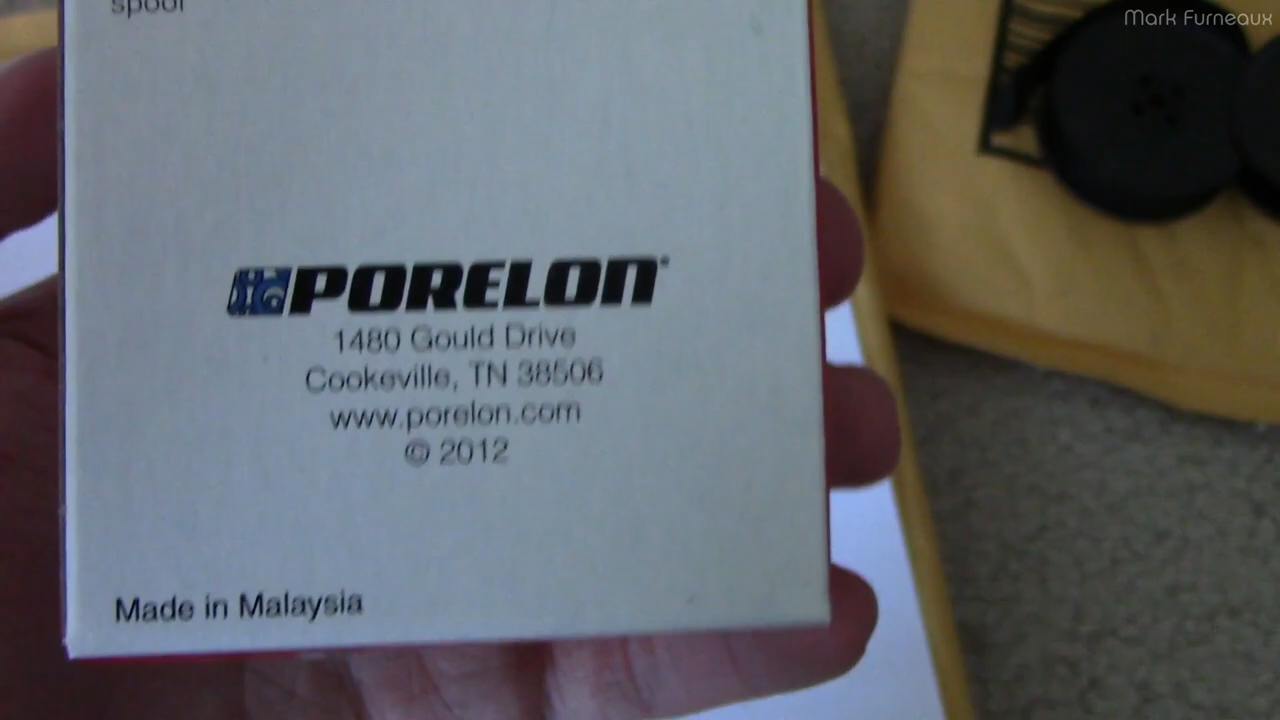 Mark Furneaux
spool
PORELON
1480 Gould Drive
Cookeville, TN 38506
www.porelon.com
© 2012
Made in Malaysia